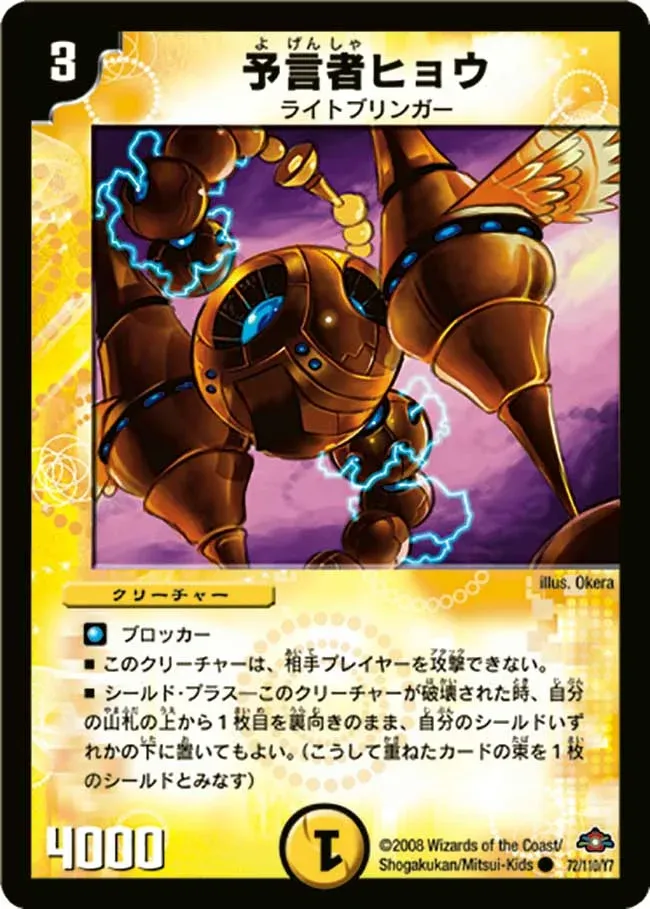 3
よげんしゃ
予言者ヒョウ
ライトブリンガー
illus. Okera
クリーチャー
ブロッカー
■ このクリーチャーは、相手プレイヤーを攻撃できない。
■ シールド・プラス—このクリーチャーが破壊された時、自分
の山札の上から1枚目を裏向きのまま、自分のシールドいず
れかの下に置いてもよい。(こうして重ねたカードの束を1枚
のシールドとみなす)
4000
1
©2008 Wizards of the Coast/
Shogakukan/Mitsui-Kids
72/110/Y7